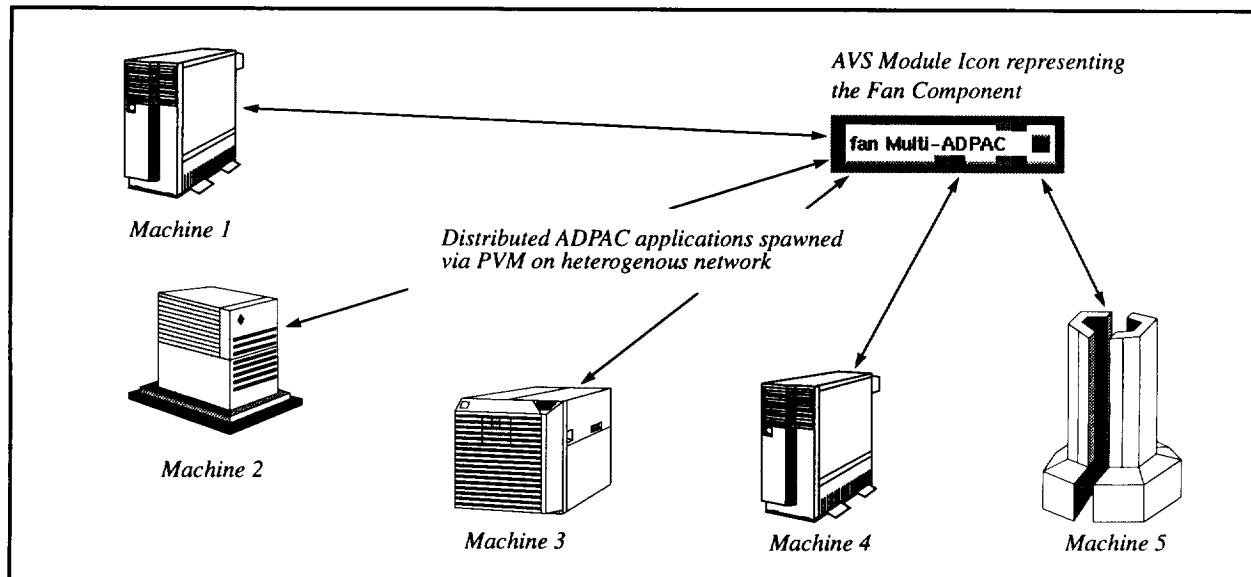 AVS Module Icon representing
the Fan Component
fan Multi-ADPAC
Machine 1
Distributed ADPAC applications spawned
via PVM on heterogenous network
Machine 2
Machine 3
Machine 4
Machine 5